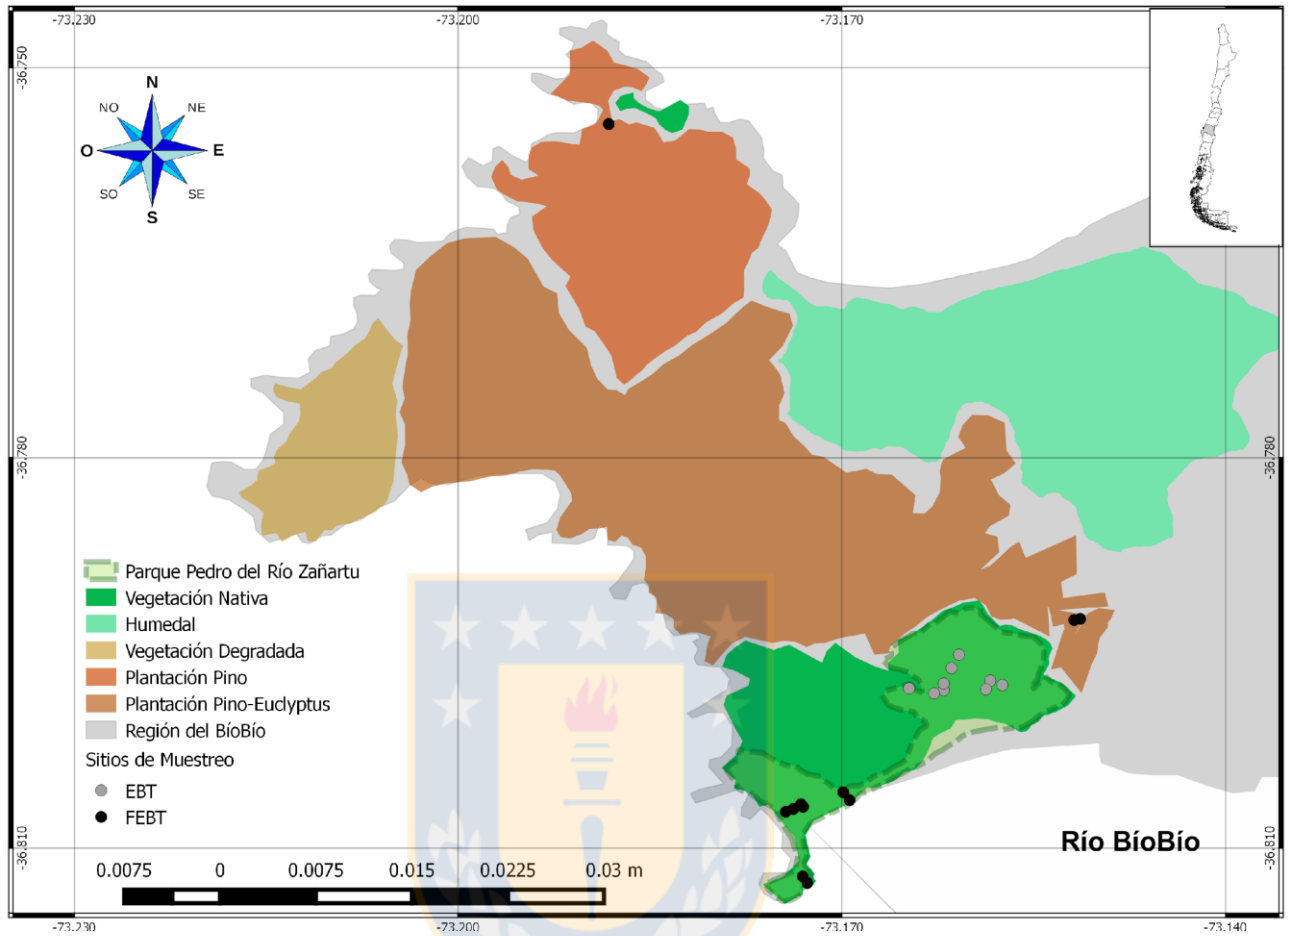 -73.230
-73.200
-73.170
-36.750
-36.750
N
NO
NE
O
E
SO
SE
S
-36.780
-36.780
Parque Pedro del Río Zañartu
Vegetación Nativa
Humedal
Vegetación Degradada
Plantación Pino
Plantación Pino-Euclyptus
Región del BíoBío
Sitios de Muestreo
EBT
FEBT
Río BíoBío
-36.810
-36.810
0.0075
0
0.0075
0.015
0.0225
0.03 m
-73.230
-73.200
-73.170
-73.140